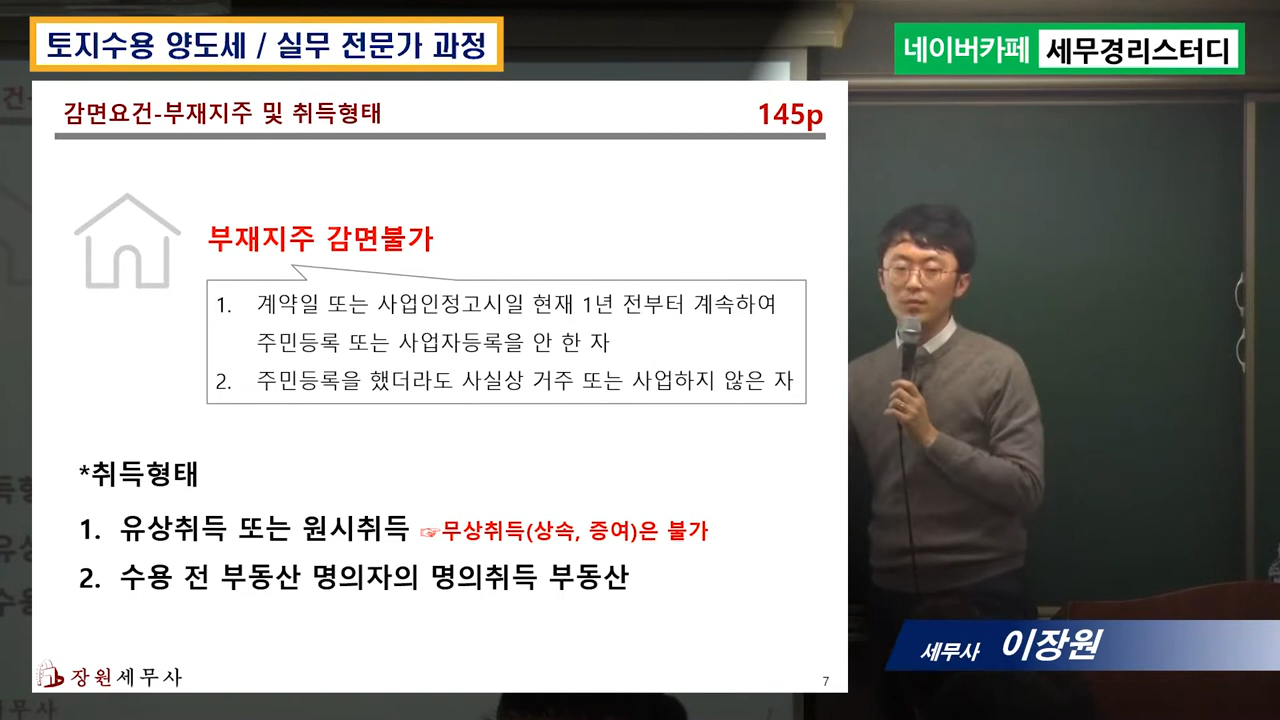 토지수용 양도세 / 실무 전문가 과정
네이버카페 세무경리스터디
감면요건-부재지주 및 취득형태
145p
부재지주 감면불가
1. 계약일 또는 사업인정고시일 현재 1년 전부터 계속하여
주민등록 또는 사업자등록을 안 한 자
2. 주민등록을 했더라도 사실상 거주 또는 사업하지 않은 자
*취득형태
1. 유상취득 또는 원시취득 ☞무상취득(상속, 증여)은 불가
2. 수용 전 부동산 명의자의 명의취득 부동산
장원세무사
7
세무사 이장원